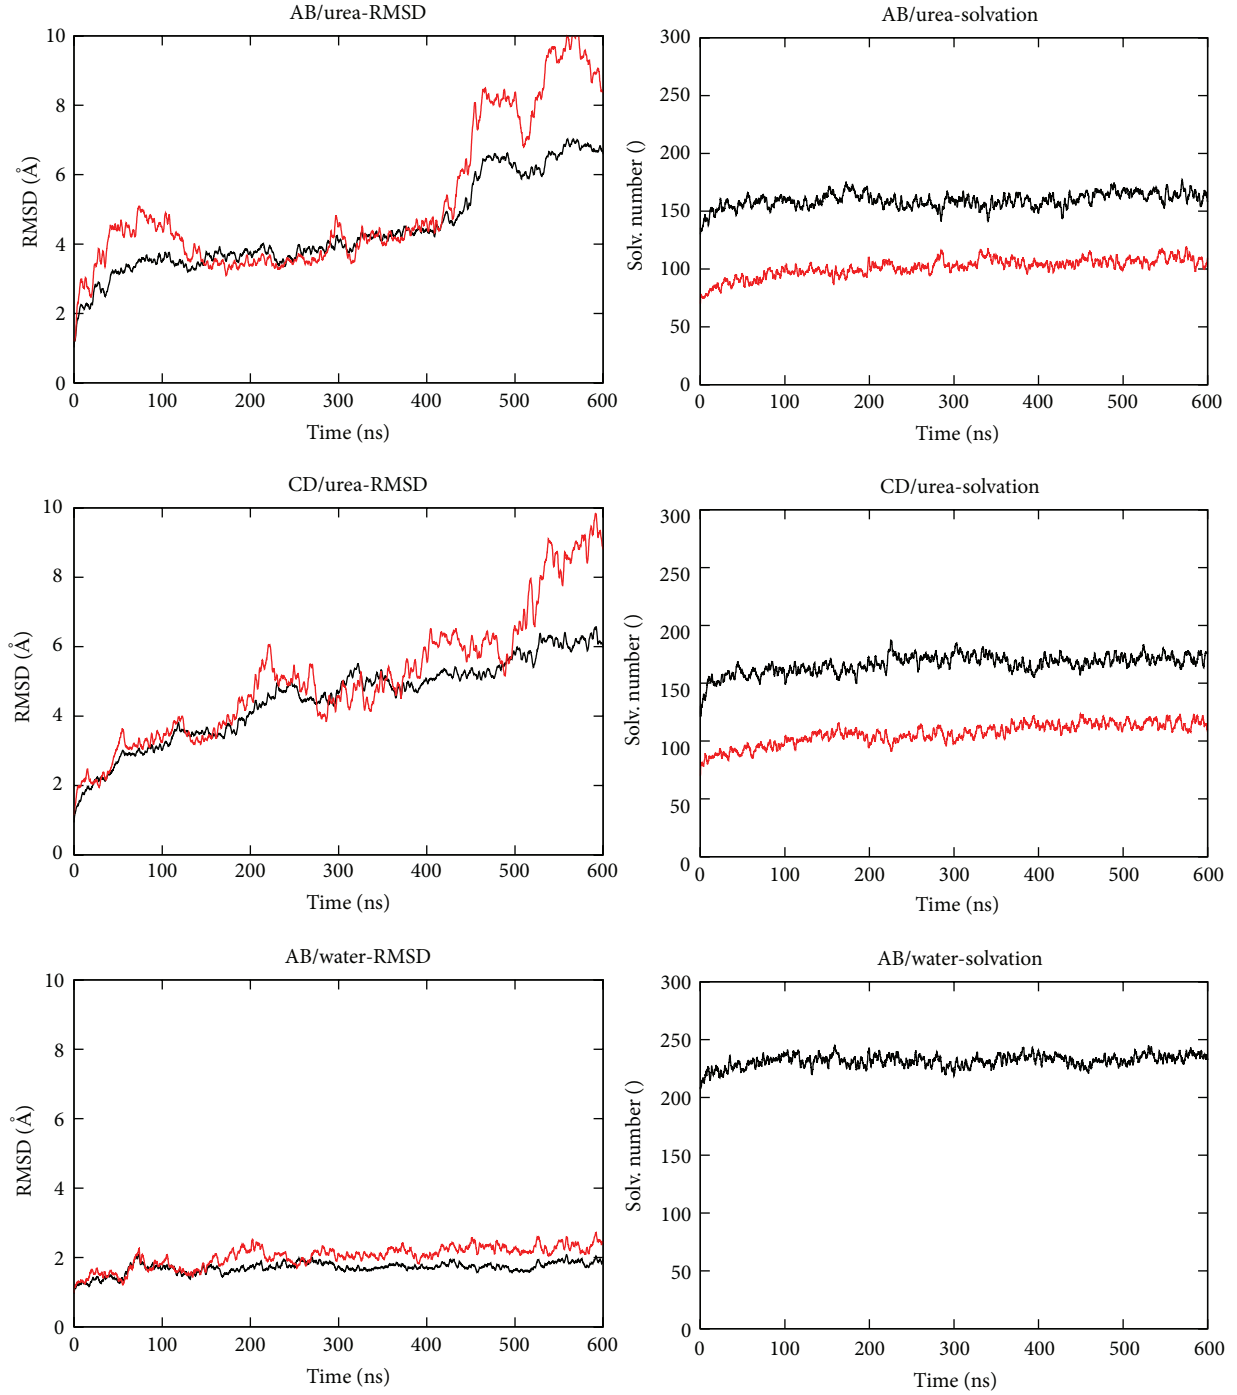 AB/urea-RMSD
10
8
6
4
2
0
RMSD (Å)
0 100 200 300 400 500 600
Time (ns)
AB/urea-solvation
300
250
200
150
100
50
0
Solv. number ()
0 100 200 300 400 500 600
Time (ns)
CD/urea-RMSD
10
8
6
4
2
0
RMSD (Å)
0 100 200 300 400 500 600
Time (ns)
CD/urea-solvation
300
250
200
150
100
50
0
Solv. number ()
0 100 200 300 400 500 600
Time (ns)
AB/water-RMSD
10
8
6
4
2
0
RMSD (Å)
0 100 200 300 400 500 600
Time (ns)
AB/water-solvation
300
250
200
150
100
50
0
Solv. number ()
0 100 200 300 400 500 600
Time (ns)